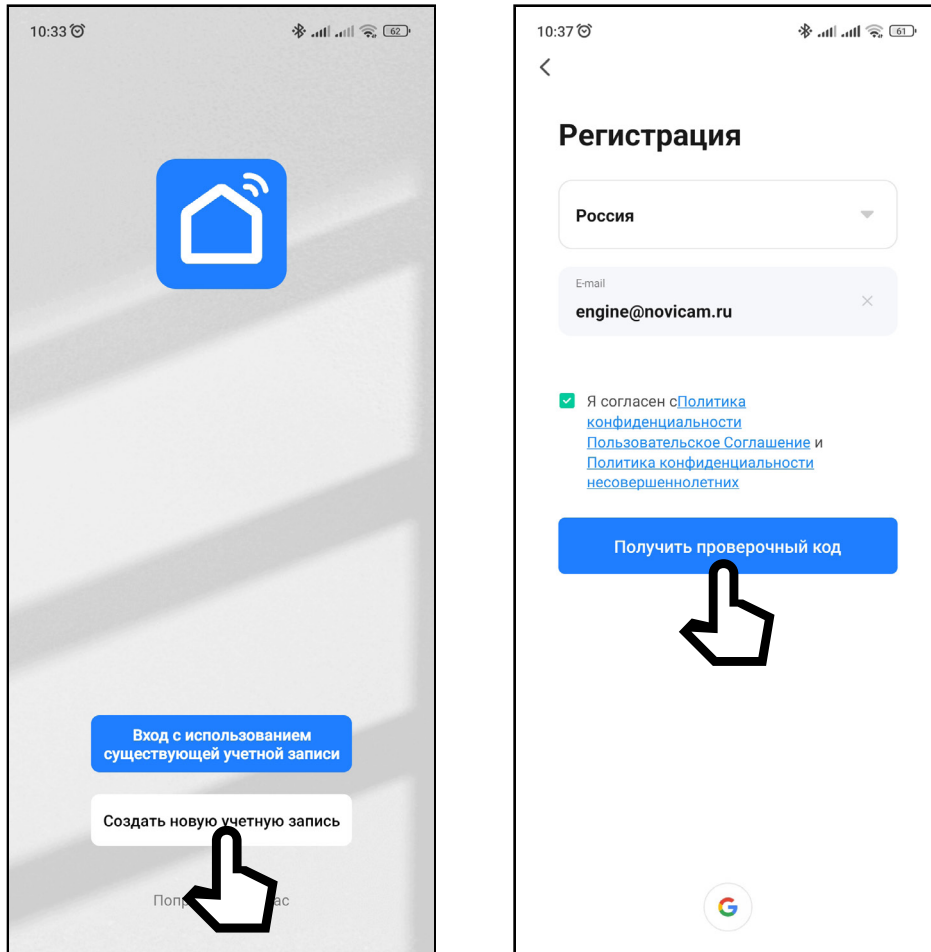 10:33
62
Вход с использованием
существующей учетной записи
Создать новую учетную запись
10:37
61
Регистрация
Россия
E-mail
engine@novicam.ru
Я согласен сПолитика
конфиденциальности
Пользовательское Соглашение и
Политика конфиденциальности
несовершеннолетних
Получить проверочный код
G